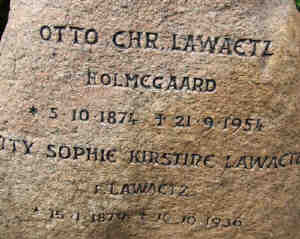 OTTO CHR. LAWAETZ
HOLMEGAARD
* 5 10 1874 † 21·9·1954
SOPHIE KIRSTINE LAWAETZ
F. LAWAETZ
* 15·1·1879 † 10·10·1936